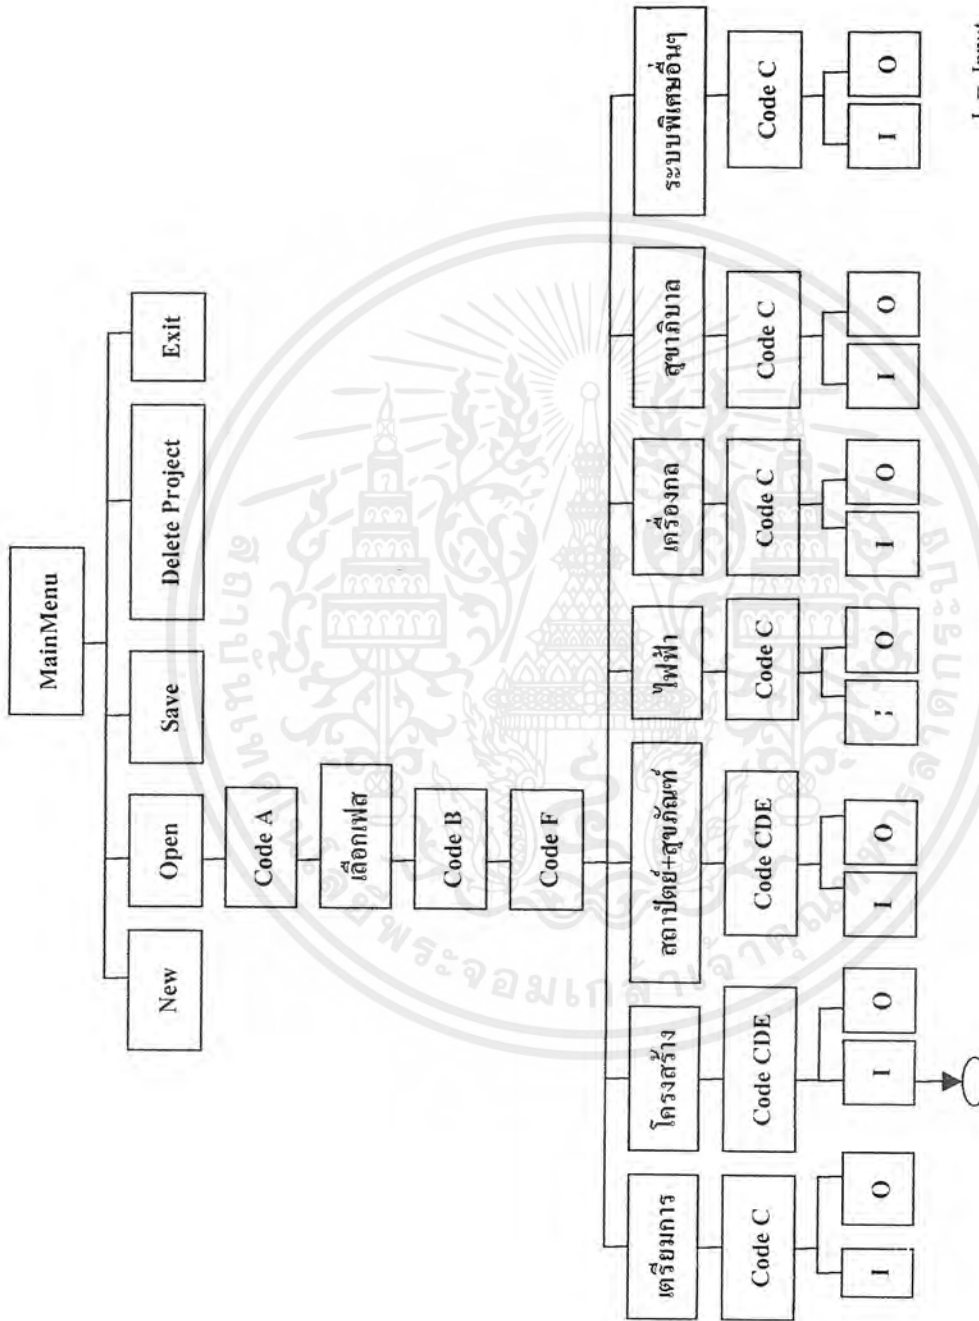 MainMenu
New
Open
Save
Delete Project
Exit
Code A
เลือกเฟส
Code B
Code F
เตรียมการ
โครงสร้าง
สถาปัตย์+สุขภัณฑ์
ไฟฟ้า
เครื่องกล
สุขาภิบาล
ระบบพิเศษอื่นๆ
Code C
Code CDE
Code CDE
Code C
Code C
Code C
Code C
I
O
I
O
I
O
O
I
O
I
O
I
O
I = Input